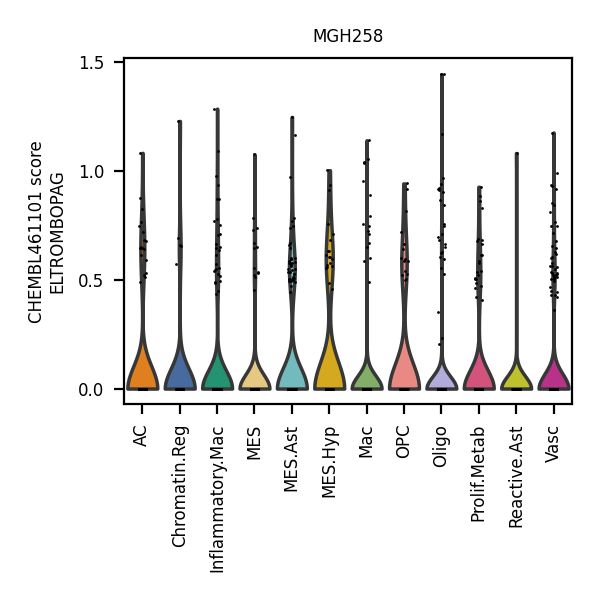 MGH258
CHEMBL461101 score
ELTROMBOPAG
1.5
1.0
0.5
0.0
AC
Chromatin.Reg
Inflammatory.Mac
MES
MES.Ast
MES.Hyp
Mac
OPC
Oligo
Prolif.Metab
Reactive.Ast
Vasc